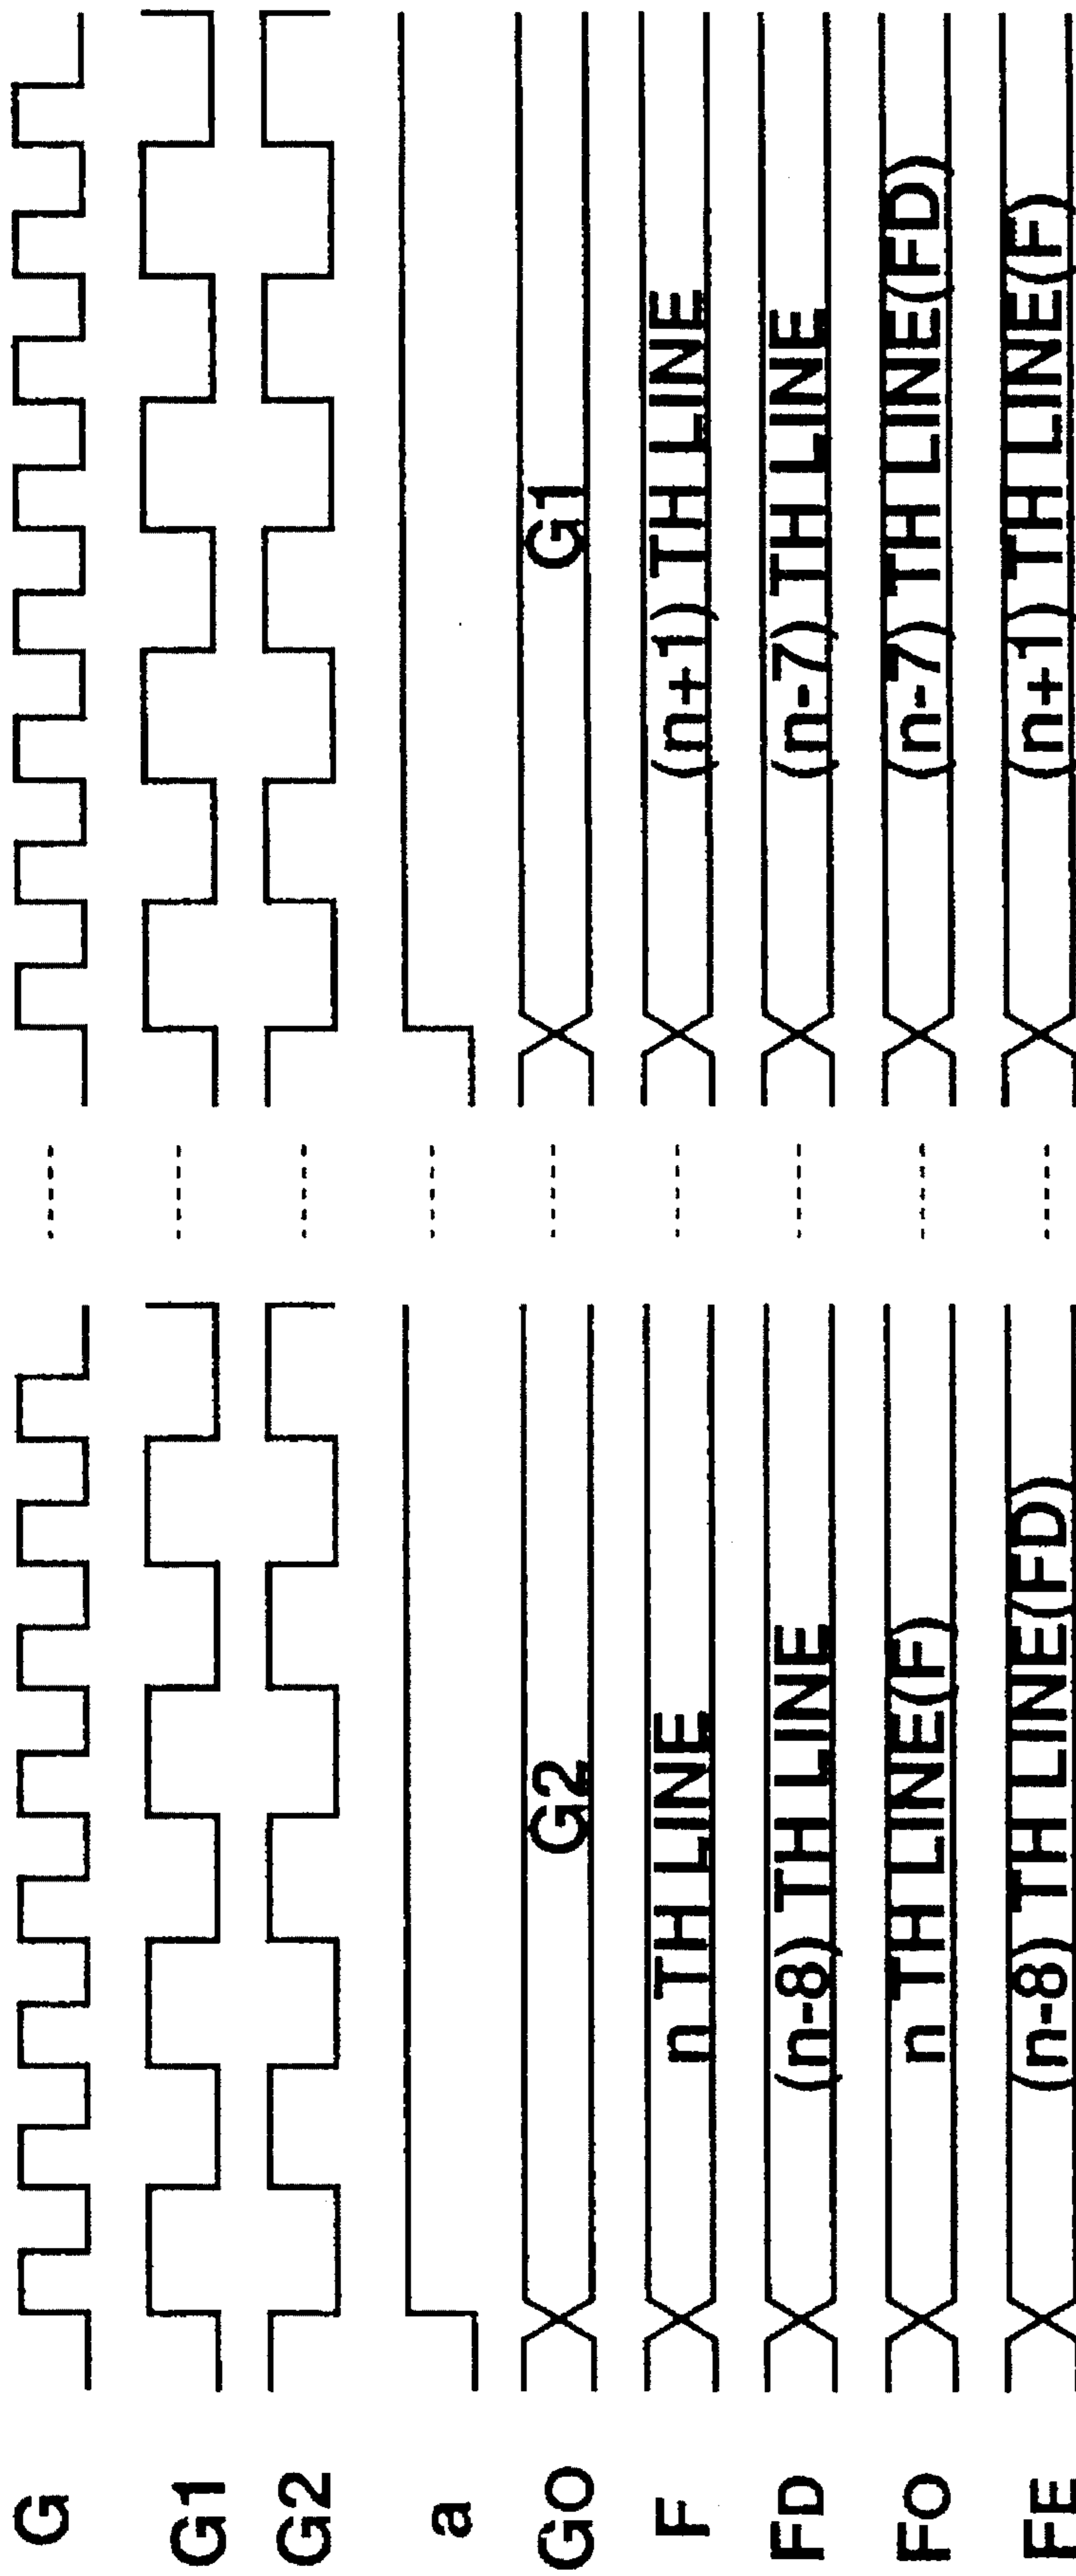 G
G1
G2
a
GO G2 G1
F n TH LINE (n+1) TH LINE
FD (n-8) TH LINE (n-7) TH LINE
FO n TH LINE(F) (n-7) TH LINE(FD)
FE (n-8) TH LINE(FD) (n+1) TH LINE(F)